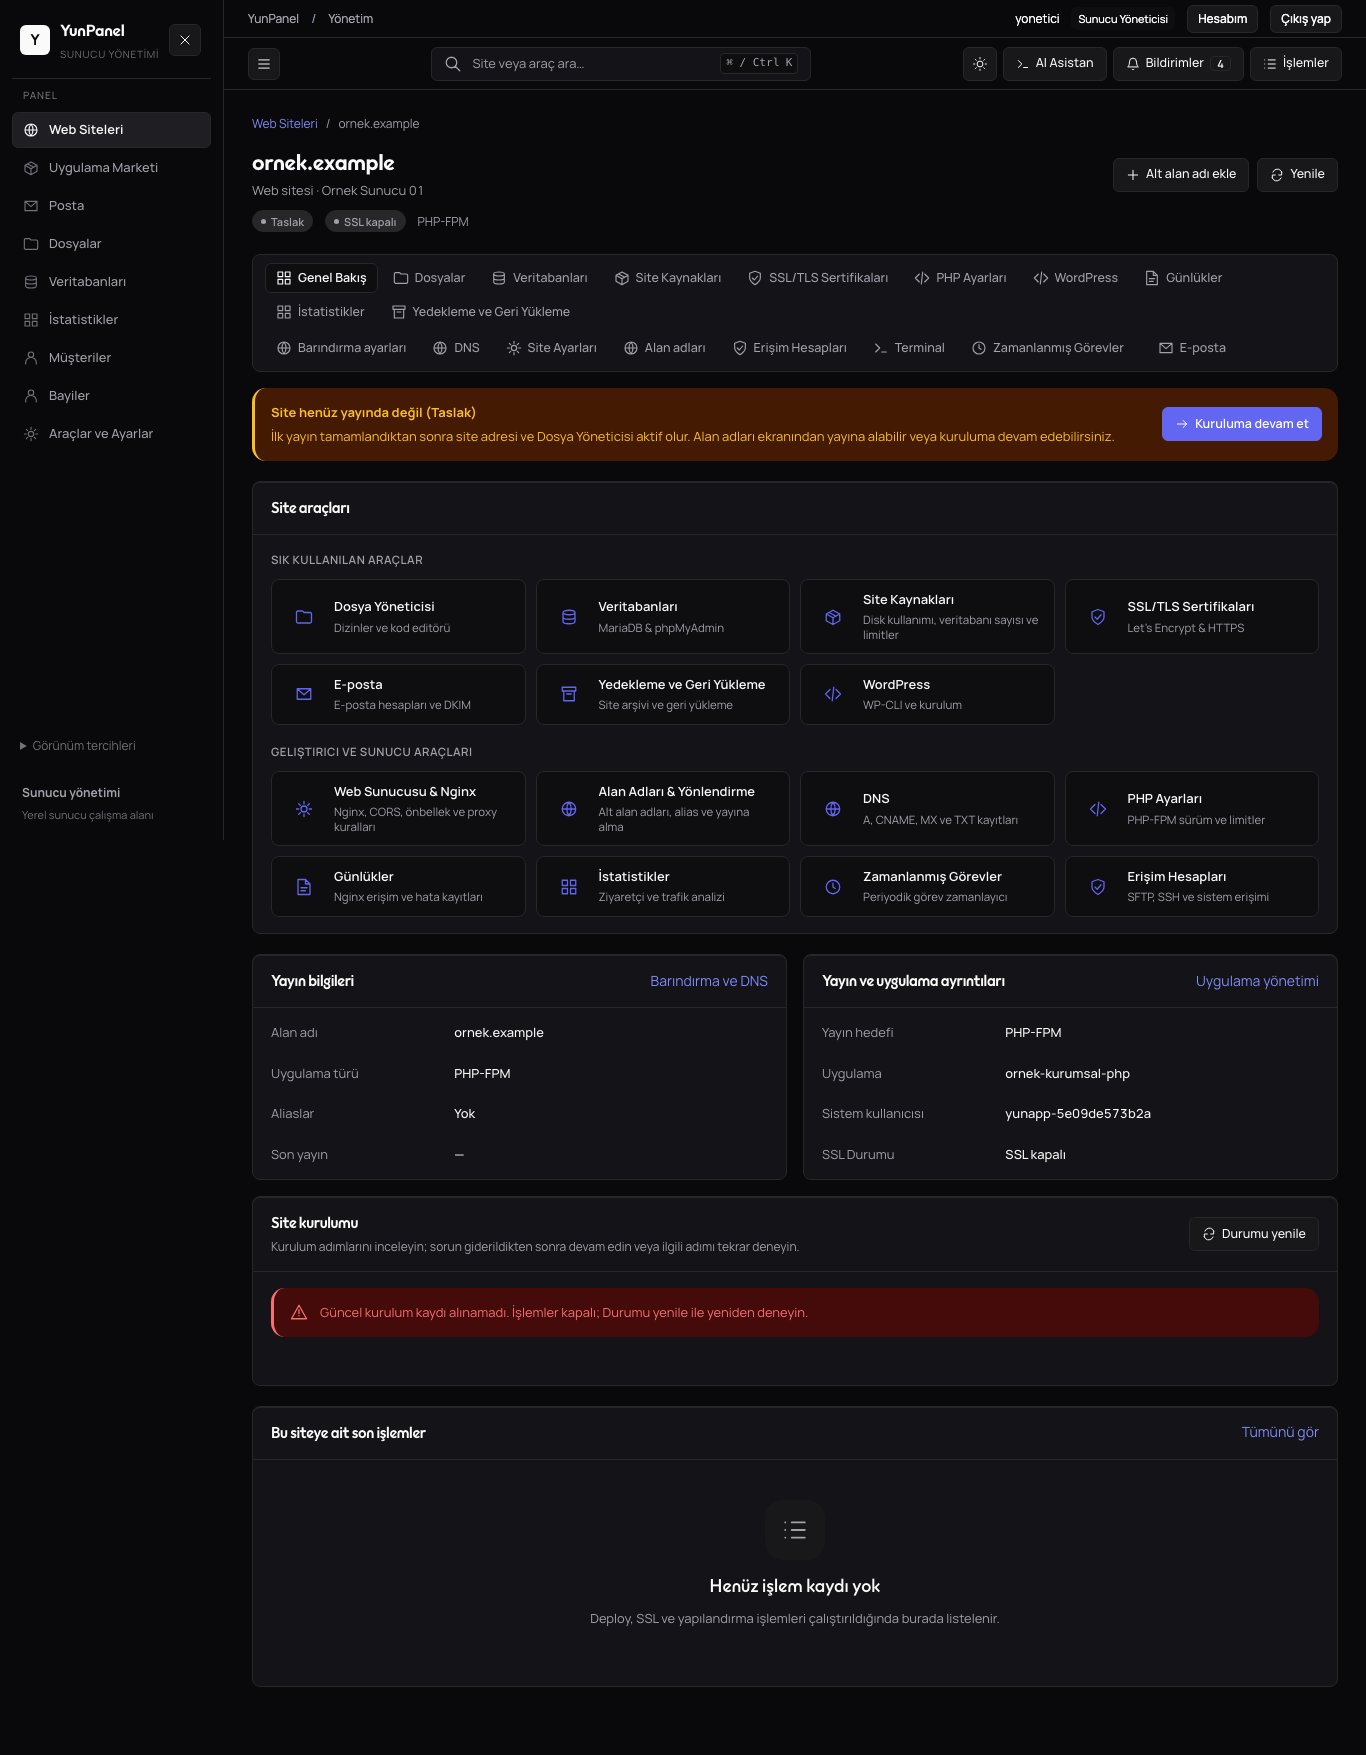 Y
YunPanel
SUNUCU YÖNETİMİ
PANEL
Web Siteleri
Uygulama Marketi
Posta
Dosyalar
Veritabanları
İstatistikler
Müşteriler
Bayiler
Araçlar ve Ayarlar
Görünüm tercihleri
Sunucu yönetimi
Yerel sunucu çalışma alanı
YunPanel / Yönetim
yonetici Sunucu Yöneticisi Hesabım Çıkış yap
Site veya araç ara... ⌘ / Ctrl K
AI Asistan Bildirimler 4 İşlemler
Web Siteleri / ornek.example
ornek.example
Web sitesi · Ornek Sunucu 01
Taslak SSL kapalı PHP-FPM
Alt alan adı ekle Yenile
Genel Bakış Dosyalar Veritabanları Site Kaynakları SSL/TLS Sertifikaları PHP Ayarları WordPress Günlükler
İstatistikler Yedekleme ve Geri Yükleme
Barındırma ayarları DNS Site Ayarları Alan adları Erişim Hesapları Terminal Zamanlanmış Görevler E-posta
Site henüz yayında değil (Taslak)
İlk yayın tamamlandıktan sonra site adresi ve Dosya Yöneticisi aktif olur. Alan adları ekranından yayına alabilir veya kuruluma devam edebilirsiniz.
Kuruluma devam et
Site araçları
SIK KULLANILAN ARAÇLAR
Dosya Yöneticisi
Dizinler ve kod editörü
Veritabanları
MariaDB & phpMyAdmin
Site Kaynakları
Disk kullanımı, veritabanı sayısı ve
limitler
SSL/TLS Sertifikaları
Let's Encrypt & HTTPS
E-posta
E-posta hesapları ve DKIM
Yedekleme ve Geri Yükleme
Site arşivi ve geri yükleme
WordPress
WP-CLI ve kurulum
GELIŞTIRICI VE SUNUCU ARAÇLARI
Web Sunucusu & Nginx
Nginx, CORS, önbellek ve proxy
kuralları
Alan Adları & Yönlendirme
Alt alan adları, alias ve yayına
alma
DNS
A, CNAME, MX ve TXT kayıtları
PHP Ayarları
PHP-FPM sürüm ve limitler
Günlükler
Nginx erişim ve hata kayıtları
İstatistikler
Ziyaretçi ve trafik analizi
Zamanlanmış Görevler
Periyodik görev zamanlayıcı
Erişim Hesapları
SFTP, SSH ve sistem erişimi
Yayın bilgileri Barındırma ve DNS
Alan adı ornek.example
Uygulama türü PHP-FPM
Aliaslar Yok
Son yayın —
Yayın ve uygulama ayrıntıları Uygulama yönetimi
Yayın hedefi PHP-FPM
Uygulama ornek-kurumsal-php
Sistem kullanıcısı yunapp-5e09de573b2a
SSL Durumu SSL kapalı
Site kurulumu
Kurulum adımlarını inceleyin; sorun giderildikten sonra devam edin veya ilgili adımı tekrar deneyin.
Durumu yenile
Güncel kurulum kaydı alınamadı. İşlemler kapalı; Durumu yenile ile yeniden deneyin.
Bu siteye ait son işlemler Tümünü gör
Henüz işlem kaydı yok
Deploy, SSL ve yapılandırma işlemleri çalıştırıldığında burada listelenir.